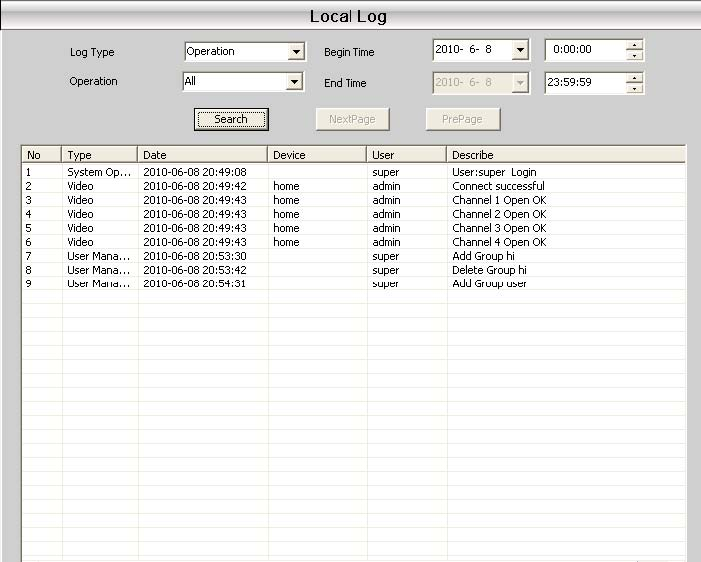 Local Log
Log Type Operation Begin Time 2010- 6- 8 0:00:00
Operation All End Time 2010- 6- 8 23:59:59
Search NextPage PrePage
No Type Date Device User Describe
1 System Op... 2010-06-08 20:49:08 super User:super Login
2 Video 2010-06-08 20:49:42 home admin Connect successful
3 Video 2010-06-08 20:49:43 home admin Channel 1 Open OK
4 Video 2010-06-08 20:49:43 home admin Channel 2 Open OK
5 Video 2010-06-08 20:49:43 home admin Channel 3 Open OK
6 Video 2010-06-08 20:49:43 home admin Channel 4 Open OK
7 User Mana... 2010-06-08 20:53:30 super Add Group hi
8 User Mana... 2010-06-08 20:53:42 super Delete Group hi
9 User Mana... 2010-06-08 20:54:31 super Add Group user